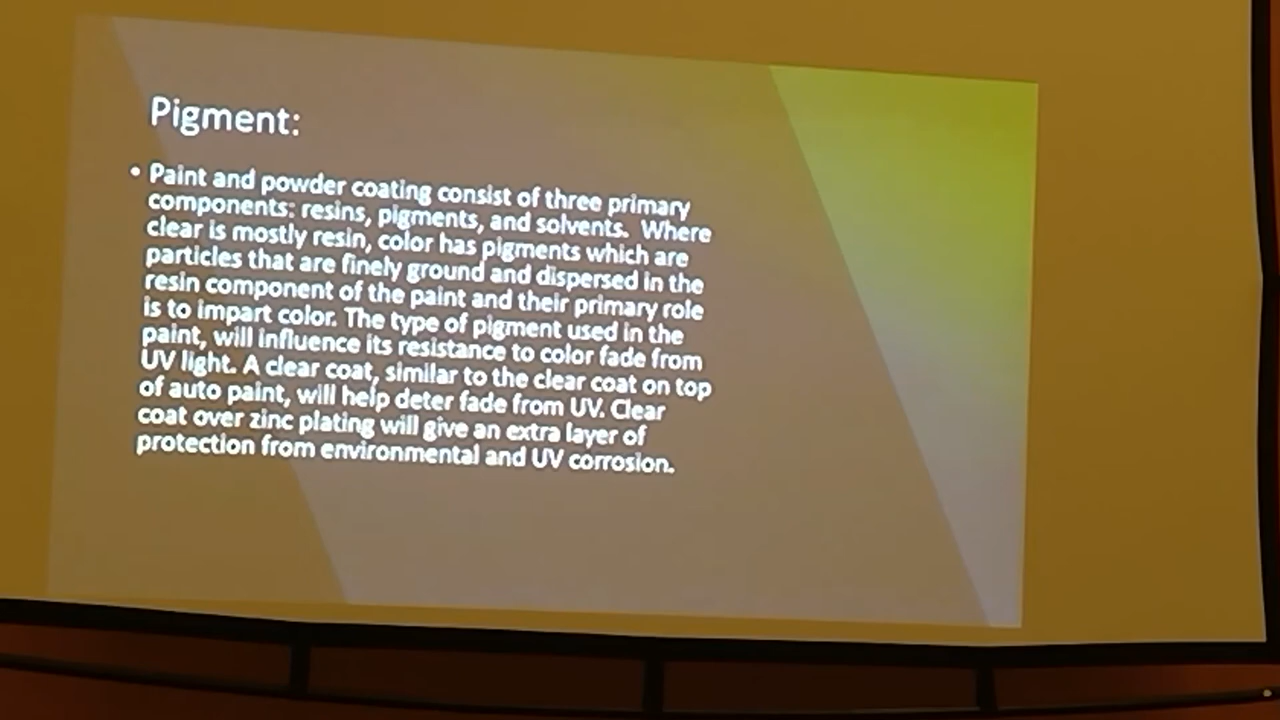 Pigment:
• Paint and powder coating consist of three primary
components: resins, pigments, and solvents.  Where
clear is mostly resin, color has pigments which are
particles that are finely ground and dispersed in the
resin component of the paint and their primary role
is to impart color. The type of pigment used in the
paint, will influence its resistance to color fade from
UV light. A clear coat, similar to the clear coat on top
of auto paint, will help deter fade from UV. Clear
coat over zinc plating will give an extra layer of
protection from environmental and UV corrosion.